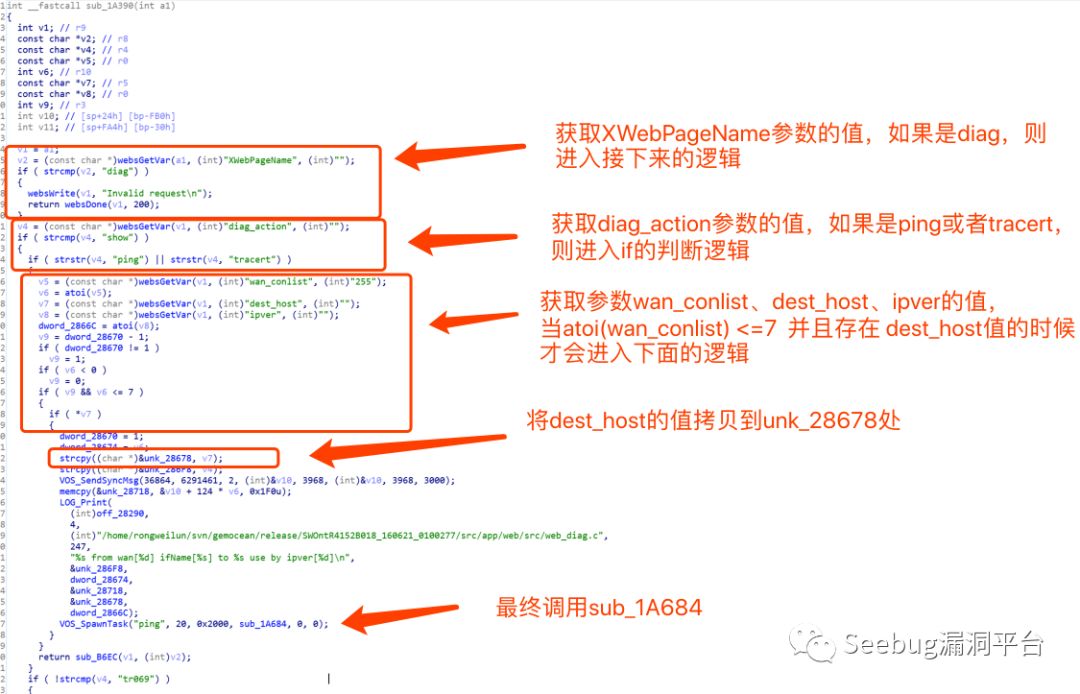 int __fastcall sub_1A390(int a1)
{
int v1; // r9
const char *v2; // r8
const char *v4; // r4
const char *v5; // r0
int v6; // r10
const char *v7; // r5
const char *v8; // r0
int v9; // r3
int v10; // [sp+24h] [bp-FB0h]
int v11; // [sp+FA4h] [bp-30h]
v1 = a1;
v2 = (const char *)websGetVar(a1, (int)"XWebPageName", (int)"");
if ( strcmp(v2, "diag") )
{
websWrite(v1, "Invalid request\n");
return websDone(v1, 200);
}
获取XWebPageName参数的值，如果是diag，则
进入接下来的逻辑
v4 = (const char *)websGetVar(v1, (int)"diag_action", (int)"");
if ( strcmp(v4, "show") )
{
if ( strstr(v4, "ping") || strstr(v4, "tracert") )
获取diag_action参数的值，如果是ping或者tracert，
则进入if的判断逻辑
v5 = (const char *)websGetVar(v1, (int)"wan_conlist", (int)"255");
v6 = atoi(v5);
v7 = (const char *)websGetVar(v1, (int)"dest_host", (int)"");
v8 = (const char *)websGetVar(v1, (int)"ipver", (int)"");
dword_2866C = atoi(v8);
v9 = dword_28670 - 1;
if ( dword_28670 != 1 )
v9 = 1;
if ( v6 < 0 )
v9 = 0;
if ( v9 && v6 <= 7 )
{
if ( *v7 )
{
获取参数wan_conlist、dest_host、ipver的值，
当atoi(wan_conlist) <=7 并且存在 dest_host值的时候
才会进入下面的逻辑
dword_28670 = 1;
dword_28674 = v6;
strcpy((char *)&unk_28678, v7);
strcpy((char *)&unk_286F8, v4);
将dest_host的值拷贝到unk_28678处
VOS_SendSyncMsg(36864, 6291461, 2, (int)&v10, 3968, (int)&v10, 3968, 3000);
memcpy(&unk_28718, &v10 + 124 * v6, 0x1F0u);
LOG_Print(
(int)off_28290,
4,
(int)"/home/rongweilun/svn/gemocean/release/SWOntR4152B018_160621_0100277/src/app/web/src/web_diag.c",
247,
"%s from wan[%d] ifName[%s] to %s use by ipver[%d]\n",
&unk_286F8,
dword_28674,
&unk_28718,
&unk_28678,
dword_2866C);
VOS_SpawnTask("ping", 20, 0x2000, sub_1A684, 0, 0);
最终调用sub_1A684
}
}
return sub_B6EC(v1, (int)v2);
}
if ( !strcmp(v4, "tr069") )
{
Seebug漏洞平台